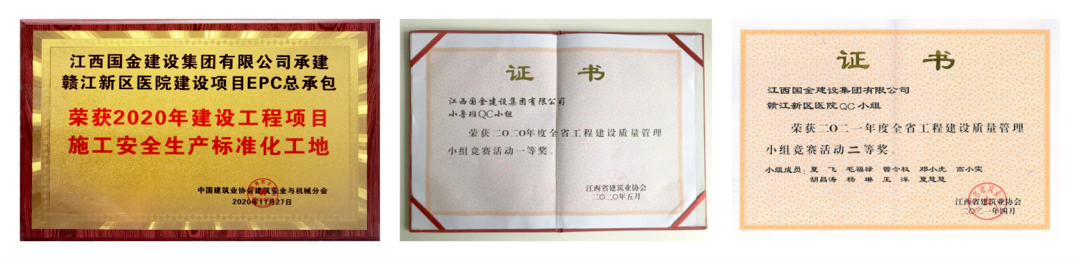 江西国金建设集团有限公司承建
赣江新区医院建设项目EPC总承包
荣获2020年建设工程项目
施工安全生产标准化工地
中国建筑业协会建筑安全与机械分会
2020年11月27日
证 书
江西国金建设集团有限公司
小鲁班QC小组
荣获二〇二〇年度全省工程建设质量管理
小组竞赛活动一等奖。
江西省建筑业协会
二〇二〇年五月
证 书
江西国金建设集团有限公司
赣江新区医院QC小组
荣获二〇二一年度全省工程建设质量管理
小组竞赛活动二等奖。
小组成员：夏 飞 毛福禄 曾令权 邓小虎 高小实
胡昌涛 杨 琳 王 洋 夏慧慧
江西省建筑业协会
二〇二一年四月